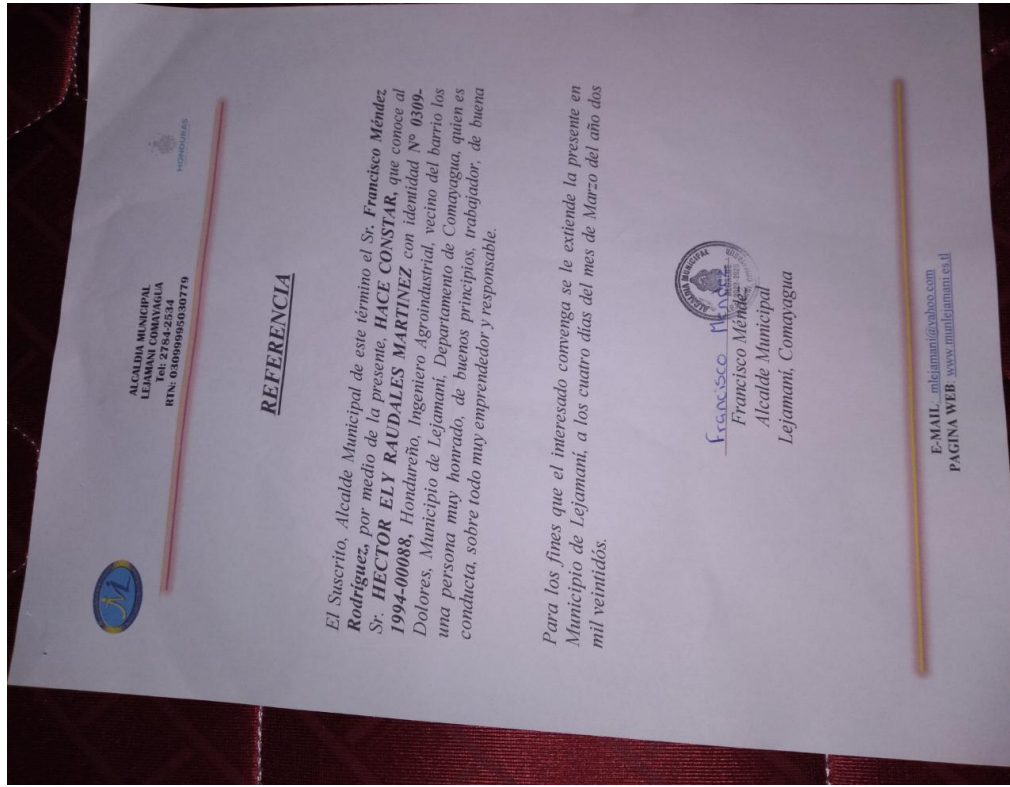 ALCALDIA MUNICIPAL
LEJAMANI COMAYAGUA
Tel: 2784-2534
RTN: 03099995030779
HONDURAS
REFERENCIA
El Suscrito, Alcalde Municipal de este término el Sr. Francisco Méndez
Rodríguez, por medio de la presente, HACE CONSTAR, que conoce al
Sr. HECTOR ELY RAUDALES MARTINEZ con identidad N° 0309-
1994-00088, Hondureño, Ingeniero Agroindustrial, vecino del barrio los
Dolores, Municipio de Lejamaní, Departamento de Comayagua, quien es
una persona muy honrado, de buenos principios, trabajador, de buena
conducta, sobre todo muy emprendedor y responsable.
Para los fines que el interesado convenga se le extiende la presente en
Municipio de Lejamaní, a los cuatro días del mes de Marzo del año dos
mil veintidós.
ALCALDIA MUNICIPAL
Francisco Méndez
Francisco Méndez
Alcalde Municipal
Lejamaní, Comayagua
E-MAIL: mlejamani@yahoo.com
PAGINA WEB: www.munlejamani.es.tl